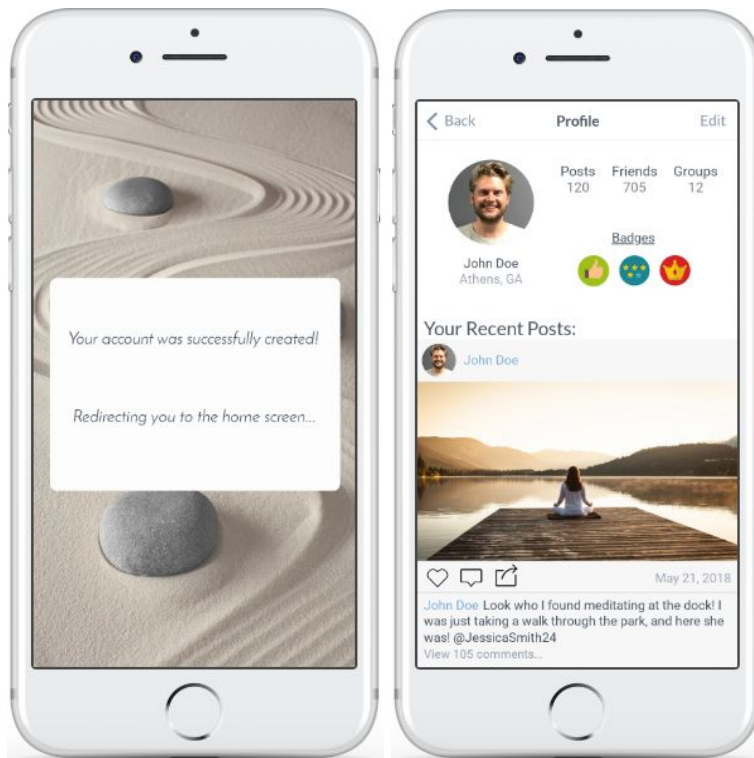 Your account was successfully created!
Redirecting you to the home screen...
Back Profile Edit
Posts Friends Groups
120 705 12
Badges
John Doe
Athens, GA
Your Recent Posts:
John Doe
May 21, 2018
John Doe Look who I found meditating at the dock! I
was just taking a walk through the park, and here she
was! @JessicaSmith24
View 105 comments...